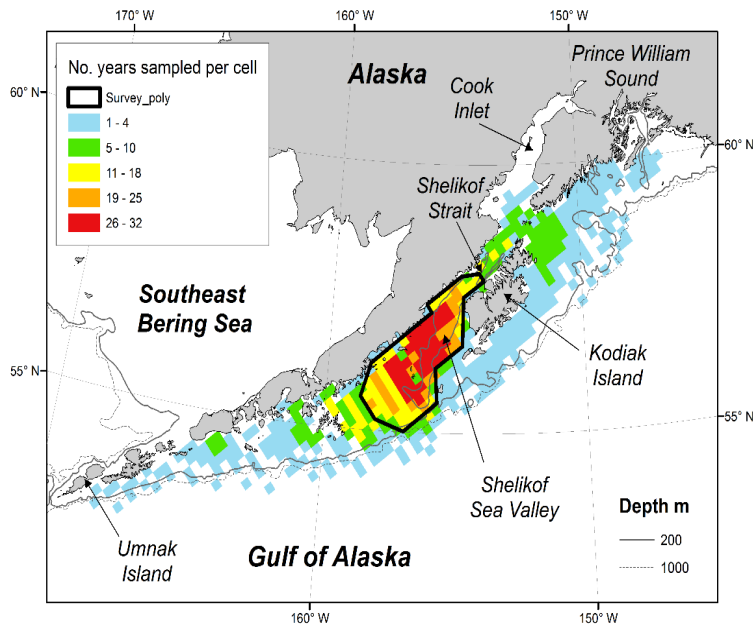 170° W
160° W
150° W
No. years sampled per cell
Survey_poly
1 - 4
5 - 10
11 - 18
19 - 25
26 - 32
Alaska
Prince William
Sound
Cook
Inlet
60° N
60° N
Shelikof
Strait
Southeast
Bering Sea
Kodiak
Island
55° N
55° N
Shelikof
Sea Valley
Depth m
200
1000
Umnak
Island
Gulf of Alaska
160° W
150° W